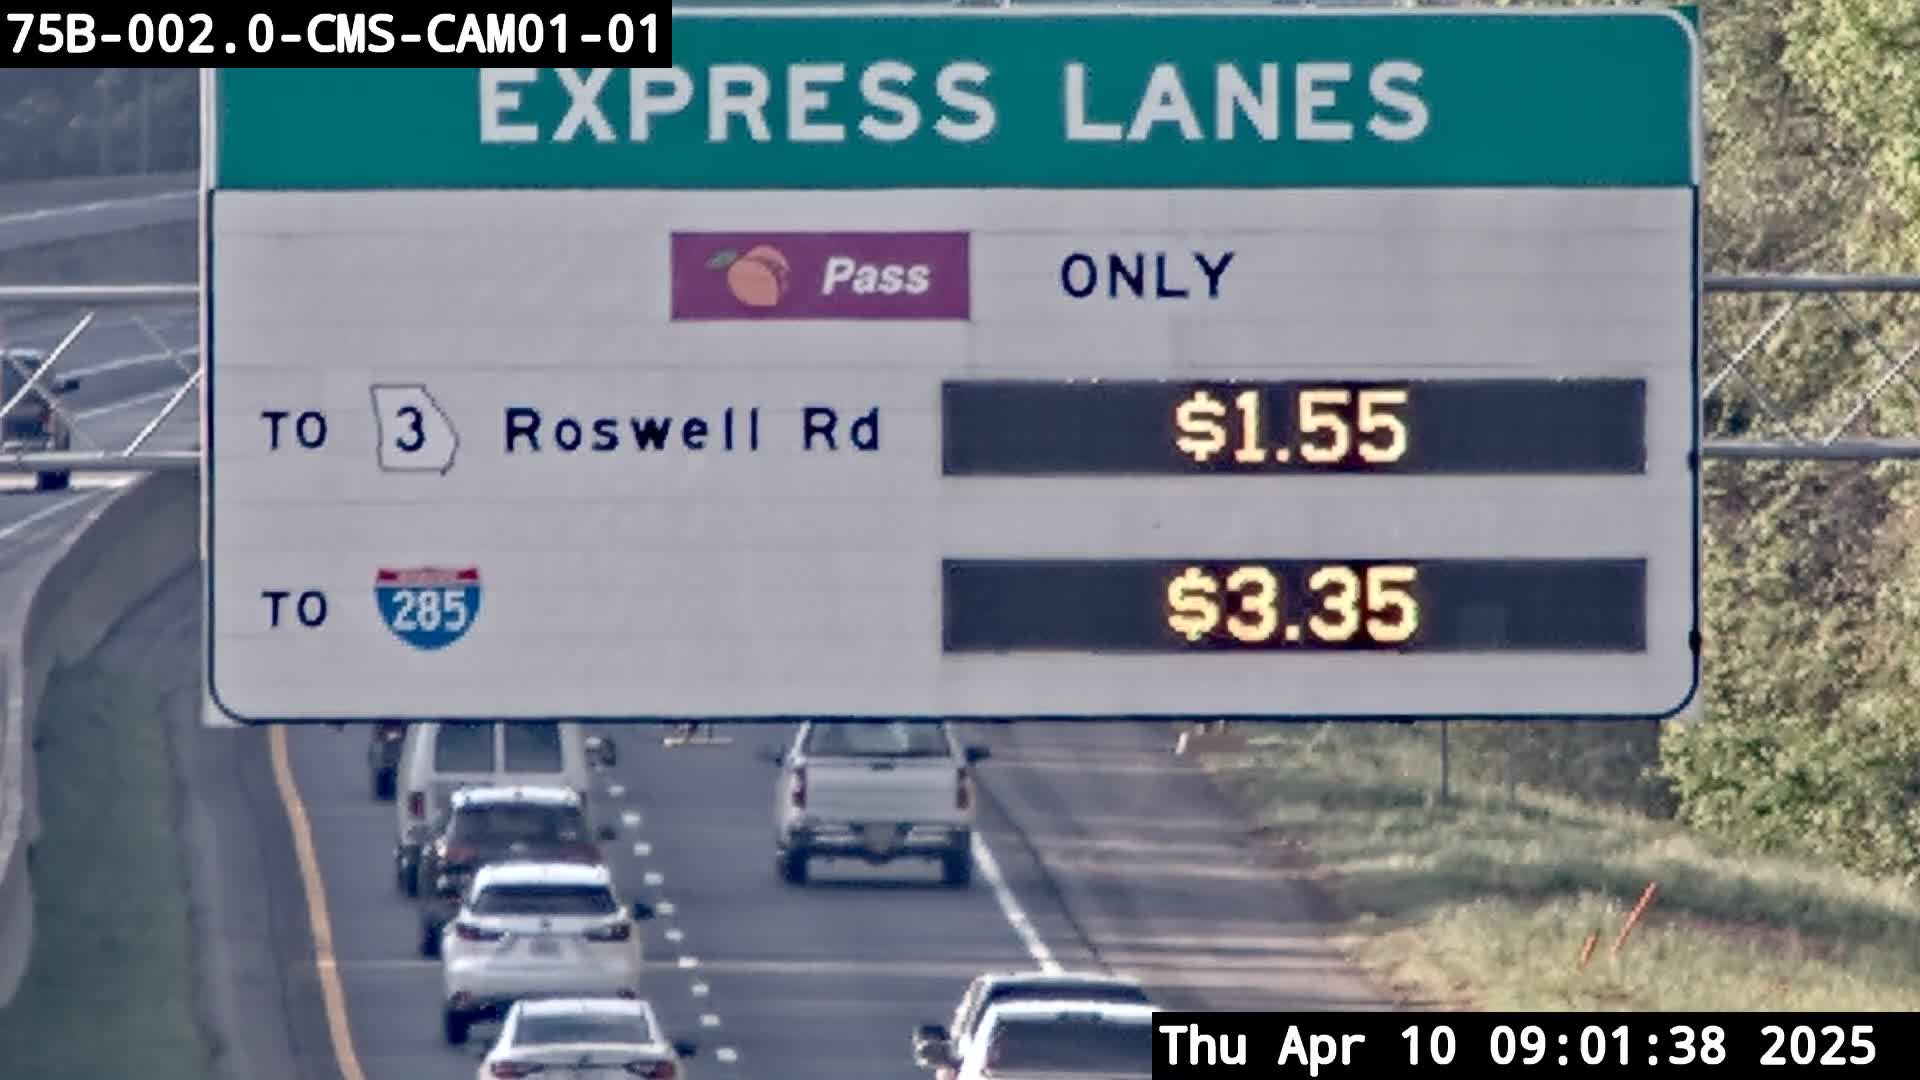 75B-002.0-CMS-CAM01-01
EXPRESS LANES
Pass ONLY
TO 3 Roswell Rd $1.55
TO 285 $3.35
Thu Apr 10 09:01:38 2025